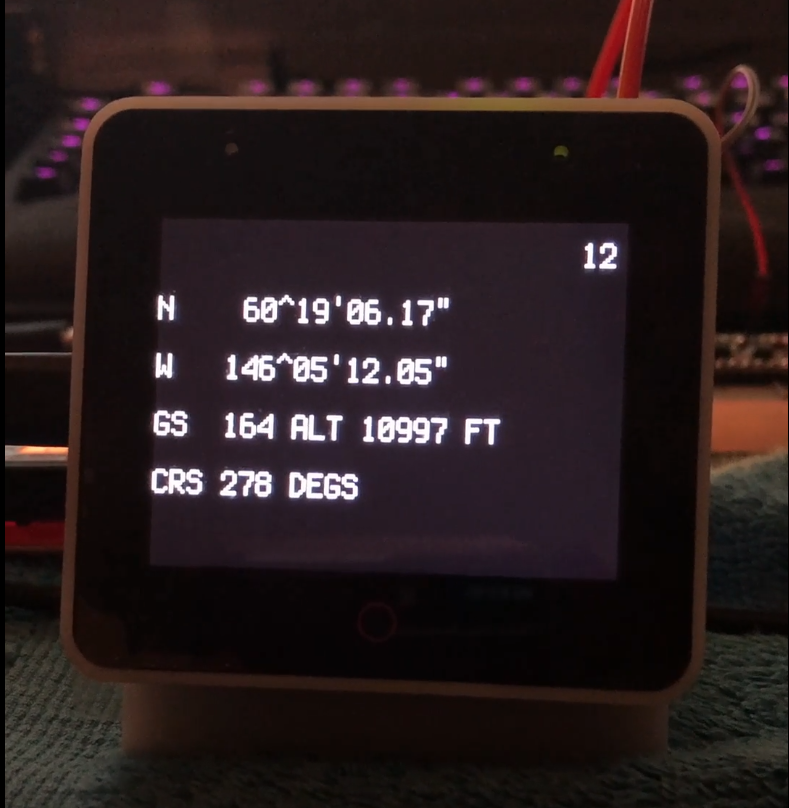 12
N 60^19'06.17"
W 146^05'12.05"
GS 164 ALT 10997 FT
CRS 278 DEGS